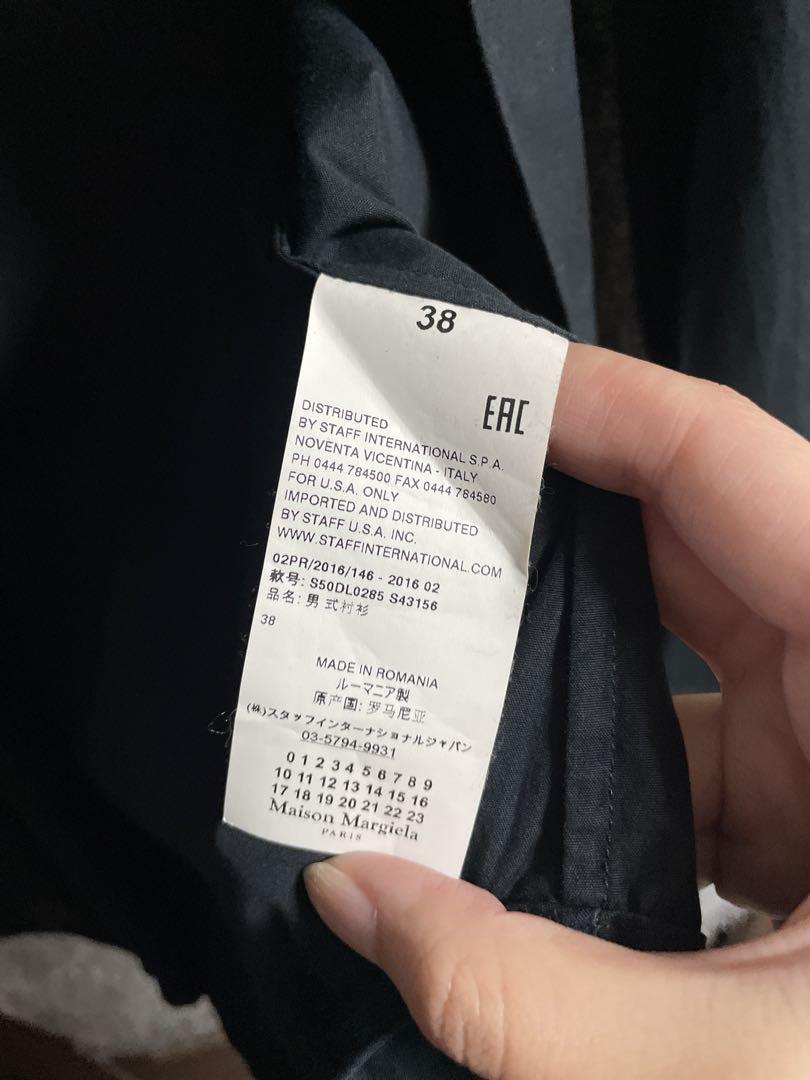 38
EAC
DISTRIBUTED
BY STAFF INTERNATIONAL S.P.A.
NOVENTA VICENTINA - ITALY
PH 0444 784500 FAX 0444 784580
FOR U.S.A. ONLY
IMPORTED AND DISTRIBUTED
BY STAFF U.S.A. INC.
WWW.STAFFINTERNATIONAL.COM
02PR/2016/146 - 2016 02
款号: S50DL0285 S43156
品名: 男式衬衫
38
MADE IN ROMANIA
ルーマニア製
原产国: 罗马尼亚
(株)スタッフインターナショナルジャパン
03-5794-9931
0 1 2 3 4 5 6 7 8 9
10 11 12 13 14 15 16
17 18 19 20 21 22 23
Maison Margiela
PARIS